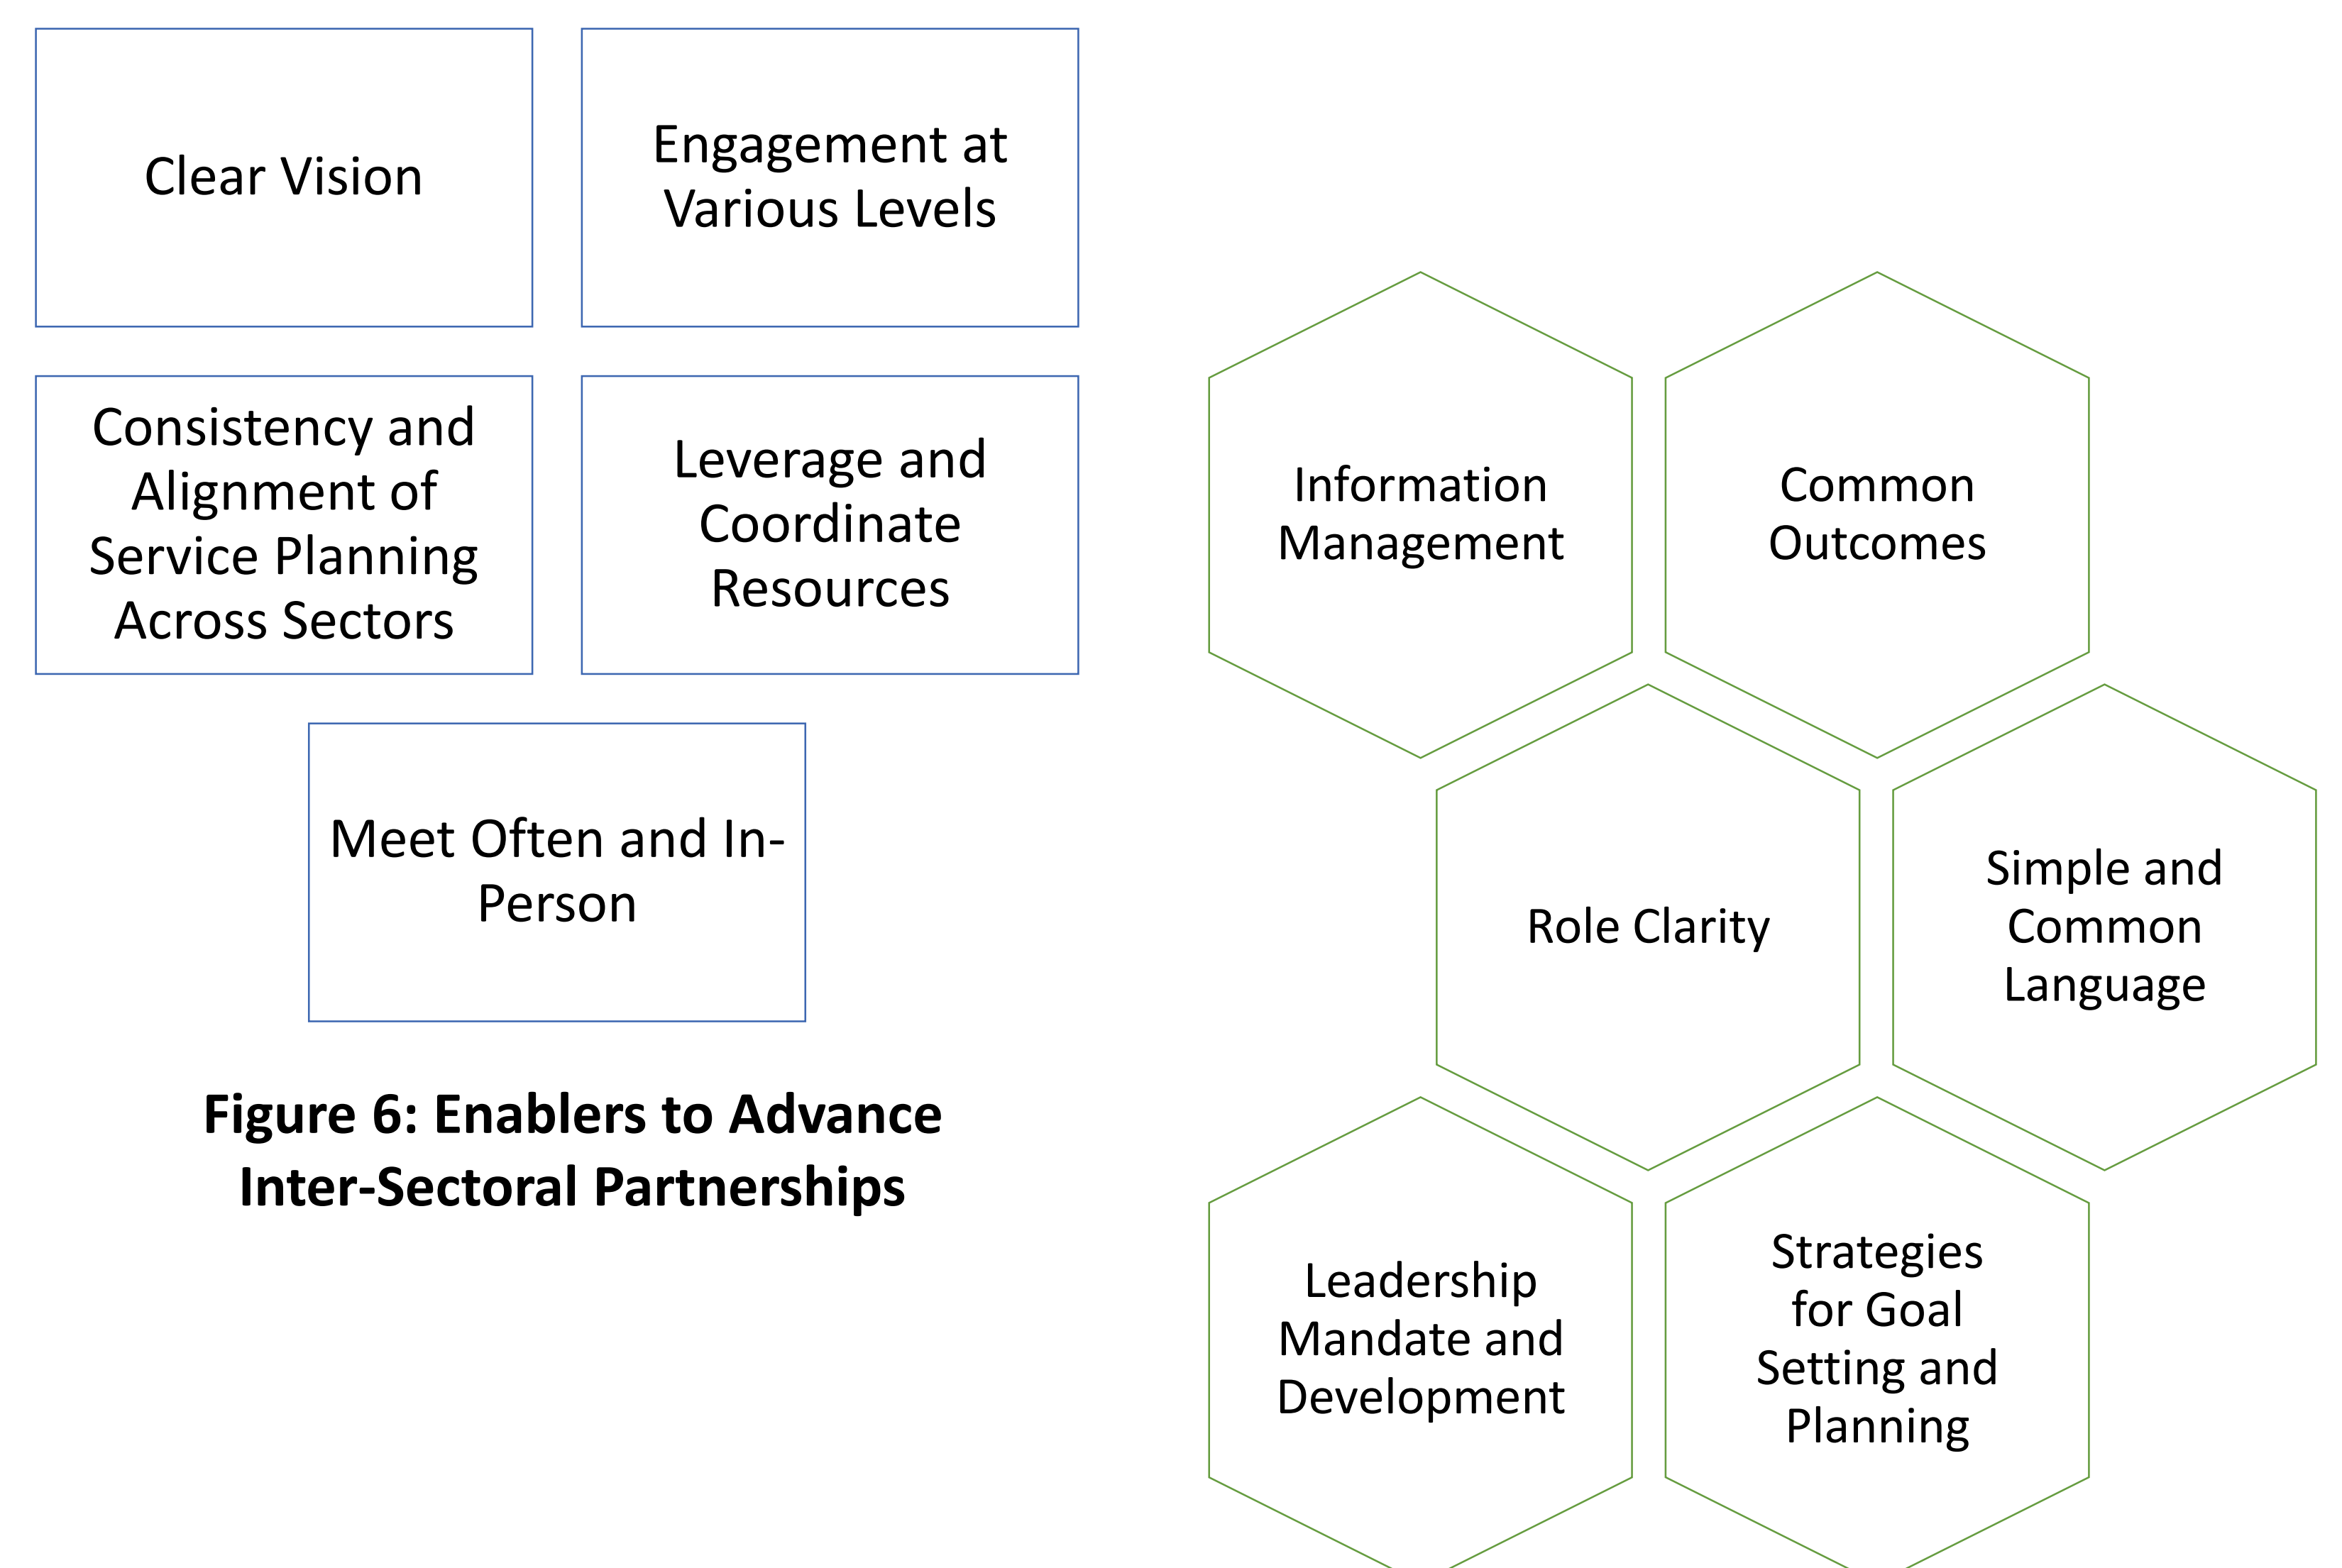 Clear Vision
Engagement at
Various Levels
Consistency and
Alignment of
Service Planning
Across Sectors
Leverage and
Coordinate
Resources
Meet Often and In-
Person
Figure 6: Enablers to Advance
Inter-Sectoral Partnerships
Information
Management
Common
Outcomes
Role Clarity
Simple and
Common
Language
Leadership
Mandate and
Development
Strategies
for Goal
Setting and
Planning